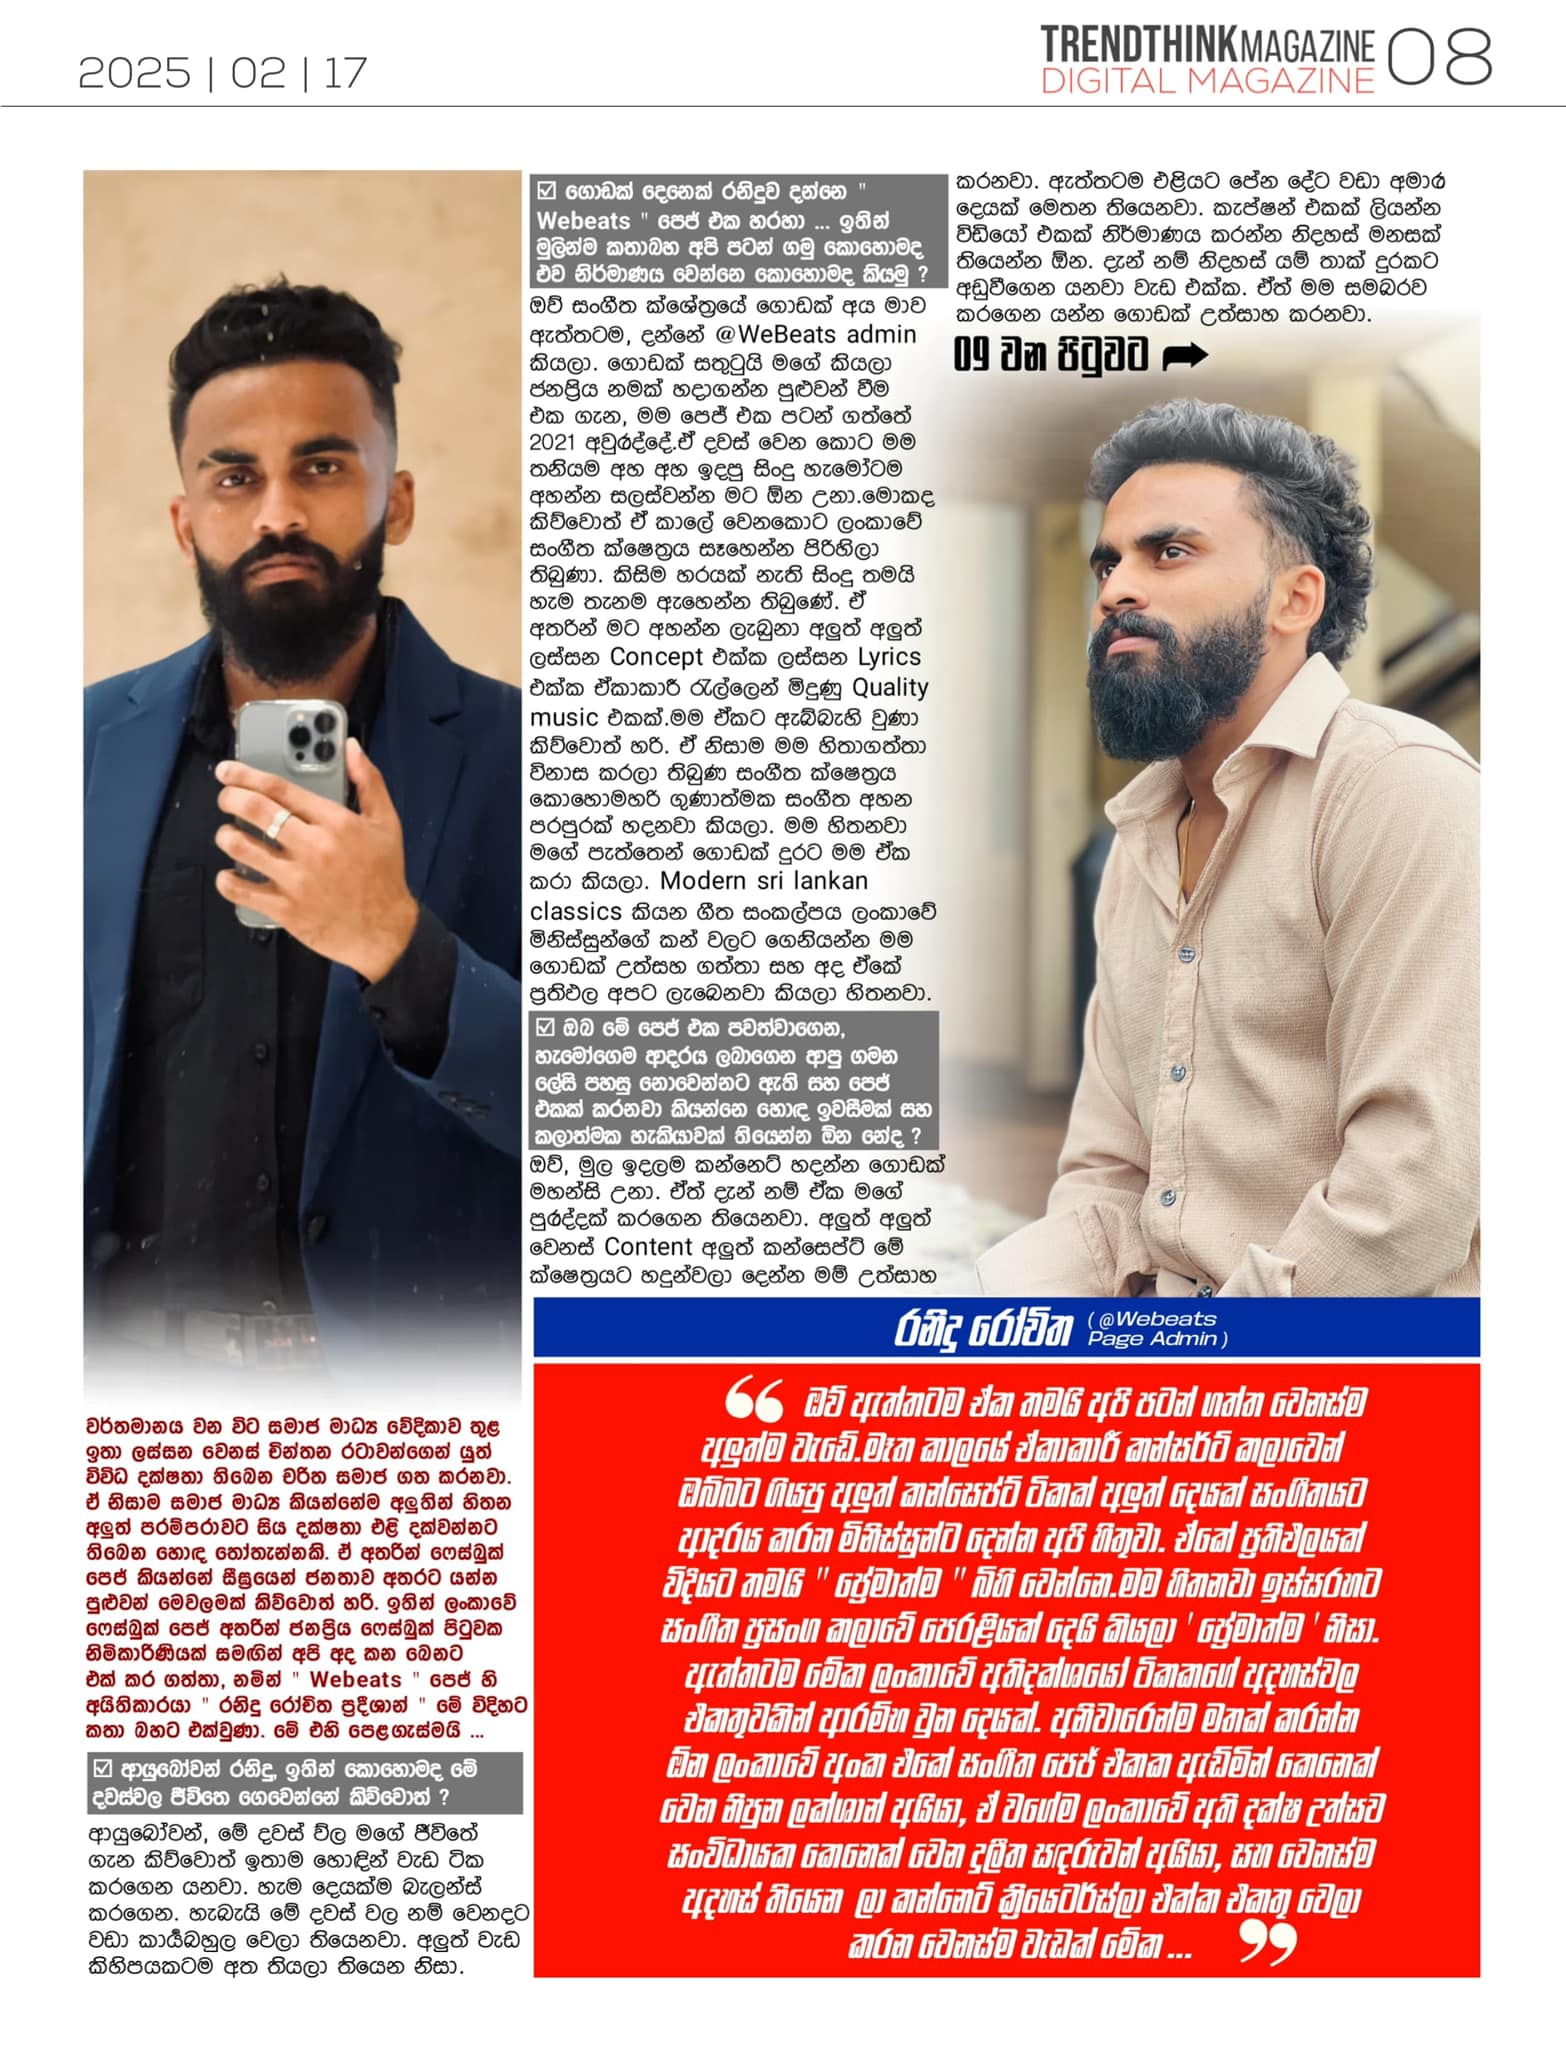 2025 | 02 | 17
TRENDTHINKMAGAZINE
DIGITAL MAGAZINE
08
වර්තමානය වන විට සමාජ මාධ්‍ය වේදිකාව තුළ
ඉතා ලස්සන වෙනස් චින්තන රටාවන්ගෙන් යුත්
විවිධ දක්ෂතා තිබෙන චරිත සමාජ ගත කරනවා.
ඒ නිසාම සමාජ මාධ්‍ය කියන්නේම අලුතින් හිතන
අලුත් පරම්පරාවට සිය දක්ෂතා එළි දක්වන්නට
තිබෙන හොඳ තෝතැන්නකි. ඒ අතරින් ෆෙස්බුක්
පෙජ් කියන්නේ සීඝ්‍රයෙන් ජනතාව අතරට යන්න
පුළුවන් මෙවලමක් කිව්වොත් හරි. ඉතින් ලංකාවේ
ෆෙස්බුක් පෙජ් අතරින් ජනප්‍රිය ෆෙස්බුක් පිටුවක
නිමිකාරිණියක් සමඟින් අපි අද කන බෙනට
එක් කර ගත්තා, නමින් " Webeats " පෙජ් හි
අයිතිකාරයා " රනිදු රෝචිත ප්‍රදීශාන් " මේ විදිහට
කතා බහට එක්වුණා. මේ එහි පෙළගැස්මයි ...
☑ ආයුබෝවන් රනිදු, ඉතින් කොහොමද මේ
දවස්වල ජීවිතෙ ගෙවෙන්නේ කිව්වොත් ?
ආයුබෝවන්, මේ දවස් ව්ල මගේ ජීවිතේ
ගැන කිව්වොත් ඉතාම හොඳින් වැඩ ටික
කරගෙන යනවා. හැම දෙයක්ම බැලන්ස්
කරගෙන. හැබැයි මේ දවස් වල නම් වෙනදට
වඩා කාර්‍යබහුල වෙලා තියෙනවා. අලුත් වැඩ
කිහිපයකටම අත තියලා තියෙන නිසා.
☑ ගොඩක් දෙනෙක් රනිදුව දන්නෙ "
Webeats " පෙජ් එක හරහා ... ඉතින්
මුලින්ම කතාබහ අපි පටන් ගමු කොහොමද
එව නිර්මාණය වෙන්නෙ කොහොමද කියමු ?
ඔව් සංගීත ක්ශේත්‍රයේ ගොඩක් අය මාව
ඇත්තටම, දන්නේ @WeBeats admin
කියලා. ගොඩක් සතුටුයි මගේ කියලා
ජනප්‍රිය නමක් හදාගන්න පුළුවන් වීම
එක ගැන, මම පෙජ් එක පටන් ගත්තේ
2021 අවුරුද්දේ.ඒ දවස් වෙන කොට මම
තනියම අහ අහ ඉදපු සිංදු හැමෝටම
අහන්න සලස්වන්න මට ඕන උනා.මොකද
කිව්වොත් ඒ කාලේ වෙනකොට ලංකාවේ
සංගීත ක්ෂෙත්‍රය සෑහෙන්න පිරිහිලා
තිබුණා. කිසිම හරයක් නැති සිංදු තමයි
හැම තැනම ඇහෙන්න තිබුණේ. ඒ
අතරින් මට අහන්න ලැබුනා අලුත් අලුත්
ලස්සන Concept එක්ක ලස්සන Lyrics
එක්ක ඒකාකාරී රැල්ලෙන් මිදුණු Quality
music එකක්.මම ඒකට ඇබ්බැහි වුණා
කිව්වොත් හරි. ඒ නිසාම මම හිතාගත්තා
විනාස කරලා තිබුණ සංගීත ක්ෂෙත්‍රය
කොහොමහරි ගුණාත්මක සංගීත අහන
පරපුරක් හදනවා කියලා. මම හිතනවා
මගේ පැත්තෙන් ගොඩක් දුරට මම ඒක
කරා කියලා. Modern sri lankan
classics කියන ගීත සංකල්පය ලංකාවේ
මිනිස්සුන්ගේ කන් වලට ගෙනියන්න මම
ගොඩක් උත්සහ ගත්තා සහ අද ඒකේ
ප්‍රතිඵල අපට ලැබෙනවා කියලා හිතනවා.
☑ ඔබ මේ පෙජ් එක පවත්වාගෙන,
හැමෝගෙම ආදරය ලබාගෙන ආපු ගමන
ලේසි පහසු නොවෙන්නට ඇති සහ පෙජ්
එකක් කරනවා කියන්නෙ හොඳ ඉවසීමක් සහ
කලාත්මක හැකියාවක් තියෙන්න ඕන නේද ?
ඔව්, මුල ඉදලම කන්නෙට් හදන්න ගොඩක්
මහන්සි උනා. ඒත් දැන් නම් ඒක මගේ
පුරුද්දක් කරගෙන තියෙනවා. අලුත් අලුත්
වෙනස් Content අලුත් කන්සෙප්ට් මේ
ක්ෂෙත්‍රයට හදුන්වලා දෙන්න මම් උත්සාහ
කරනවා. ඇත්තටම එළියට පේන දේට වඩා අමාරු
දෙයක් මෙතන තියෙනවා. කැප්ෂන් එකක් ලියන්න
විඩියෝ එකක් නිර්මාණය කරන්න නිදහස් මනසක්
තියෙන්න ඕන. දැන් නම් නිදහස් යම් තාක් දුරකට
අඩුවීගෙන යනවා වැඩ එක්ක. ඒත් මම සමබරව
කරගෙන යන්න ගොඩක් උත්සාහ කරනවා.
09 වන පිටුවට
රනිදු රෝචිත ( @Webeats
Page Admin )
“ ඔව් ඇත්තටම ඒක තමයි අපි පටන් ගත්ත වෙනස්ම
අලුත්ම වැඩේ.මෑත කාලයේ ඒකාකාරී කන්සර්ට් කලාවෙන්
ඔබ්බට ගියපු අලුත් කන්සෙප්ට් ටිකක් අලුත් දෙයක් සංගීතයට
ආදරය කරන මිනිස්සුන්ට දෙන්න අපි හිතුවා. ඒකේ ප්‍රතිඵලයක්
විදියට තමයි " ප්‍රේමාත්ම " බිහි වෙන්නෙ.මම හිතනවා ඉස්සරහට
සංගීත ප්‍රසංග කලාවේ පෙරළියක් දෙයි කියලා ' ප්‍රේමාත්ම ' නිසා.
ඇත්තටම මේක ලංකාවේ අතිදක්ශයෝ ටිකකගේ අදහස්වල
එකතුවකින් ආරම්භ වුන දෙයක්. අනිවාරෙන්ම මතක් කරන්න
ඕන ලංකාවේ අංක එකේ සංගීත පෙජ් එකක ඇඩ්මින් කෙනෙක්
වෙන නිපුන ලක්ශාන් අයියා, ඒ වගේම ලංකාවේ අති දක්ෂ උත්සව
සංවිධායක කෙනෙක් වෙන දුලීත සඳරුවන් අයියා, සහ වෙනස්ම
අදහස් තියෙන ලා කන්නෙට් ක්‍රියෙටර්ස්ලා එක්ක එකතු වෙලා
කරන වෙනස්ම වැඩක් මේක ... ”